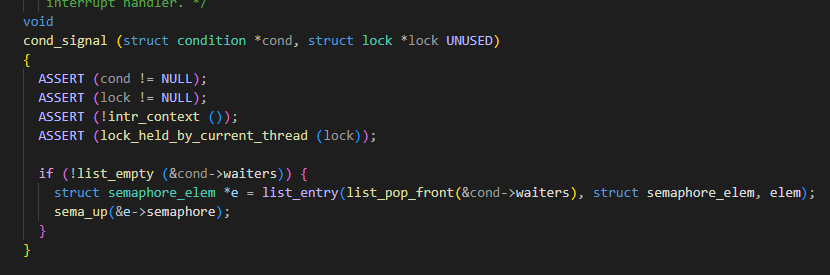 interrupt handler. */
void
cond_signal (struct condition *cond, struct lock *lock UNUSED)
{
  ASSERT (cond != NULL);
  ASSERT (lock != NULL);
  ASSERT (!intr_context ());
  ASSERT (lock_held_by_current_thread (lock));

  if (!list_empty (&cond->waiters)) {
    struct semaphore_elem *e = list_entry(list_pop_front(&cond->waiters), struct semaphore_elem, elem);
    sema_up(&e->semaphore);
  }
}